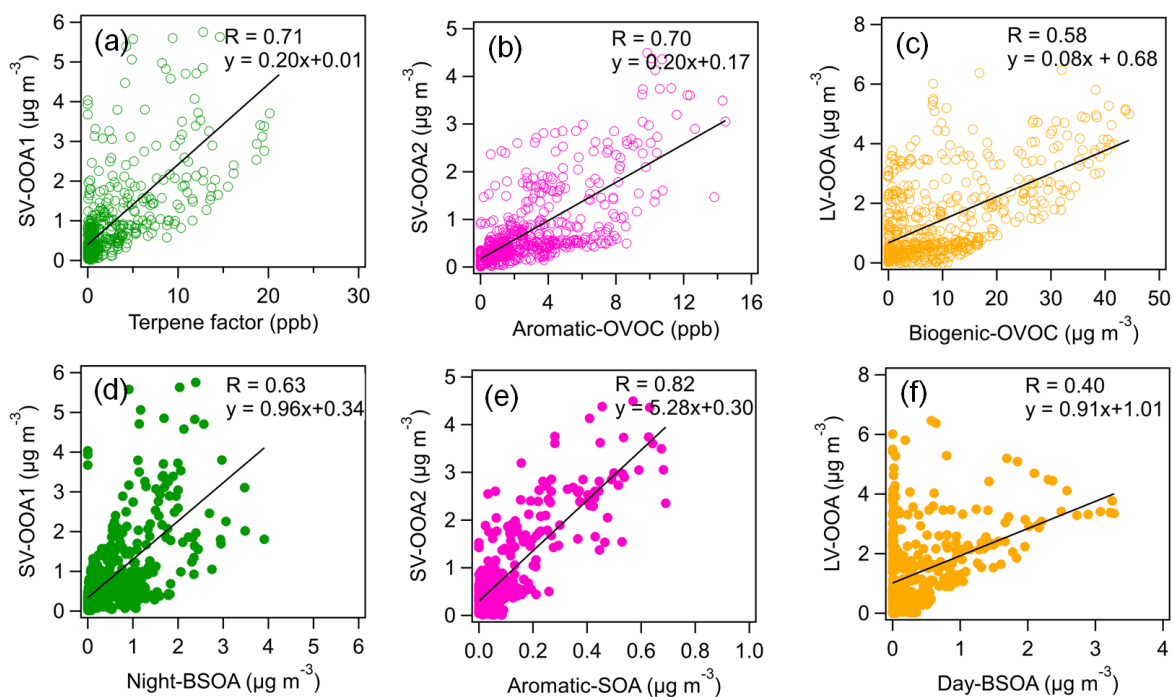 (a)
R = 0.71
y = 0.20x+0.01
SV-OOA1 (µg m⁻³)
6
5
4
3
2
1
0
0 10 20 30
Terpene factor (ppb)
(b)
R = 0.70
y = 0.20x+0.17
SV-OOA2 (µg m⁻³)
5
4
3
2
1
0
0 4 8 12 16
Aromatic-OVOC (ppb)
(c)
R = 0.58
y = 0.08x + 0.68
LV-OOA (µg m⁻³)
8
6
4
2
0
0 10 20 30 40 50
Biogenic-OVOC (µg m⁻³)
(d)
R = 0.63
y = 0.96x+0.34
SV-OOA1 (µg m⁻³)
6
5
4
3
2
1
0
0 1 2 3 4 5 6
Night-BSOA (µg m⁻³)
(e)
R = 0.82
y = 5.28x+0.30
SV-OOA2 (µg m⁻³)
5
4
3
2
1
0
0.0 0.2 0.4 0.6 0.8 1.0
Aromatic-SOA (µg m⁻³)
(f)
R = 0.40
y = 0.91x+1.01
LV-OOA (µg m⁻³)
8
6
4
2
0
0 1 2 3 4
Day-BSOA (µg m⁻³)